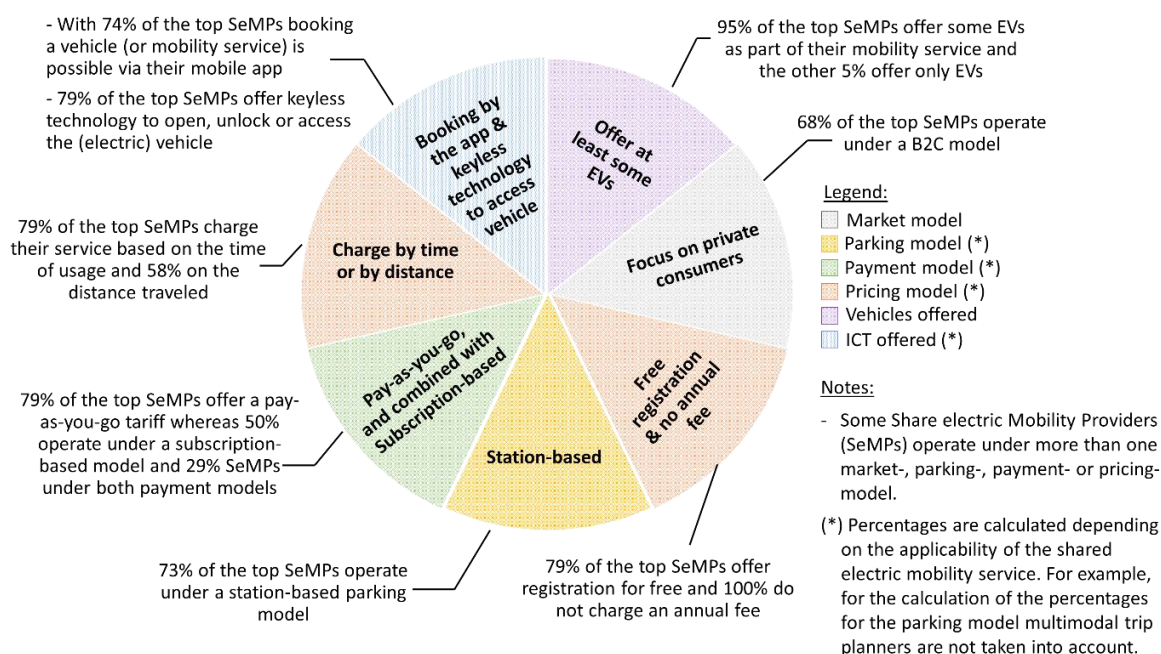 - With 74% of the top SeMPs booking
a vehicle (or mobility service) is
possible via their mobile app
- 79% of the top SeMPs offer keyless
technology to open, unlock or access
the (electric) vehicle
95% of the top SeMPs offer some EVs
as part of their mobility service and
the other 5% offer only EVs
68% of the top SeMPs operate
under a B2C model
Booking by
the app &
keyless
technology
to access
vehicle
Offer at
least some
EVs
Focus on private
consumers
Charge by time
or by distance
79% of the top SeMPs charge
their service based on the time
of usage and 58% on the
distance traveled
Pay-as-you-go,
and combined with
Subscription-based
Free
registration
& no annual
fee
Station-based
79% of the top SeMPs offer a pay-
as-you-go tariff whereas 50%
operate under a subscription-
based model and 29% SeMPs
under both payment models
73% of the top SeMPs operate
under a station-based parking
model
79% of the top SeMPs offer
registration for free and 100% do
not charge an annual fee
Legend:
Market model
Parking model (*)
Payment model (*)
Pricing model (*)
Vehicles offered
ICT offered (*)
Notes:
- Some Share electric Mobility Providers
(SeMPs) operate under more than one
market-, parking-, payment- or pricing-
model.
(*) Percentages are calculated depending
on the applicability of the shared
electric mobility service. For example,
for the calculation of the percentages
for the parking model multimodal trip
planners are not taken into account.